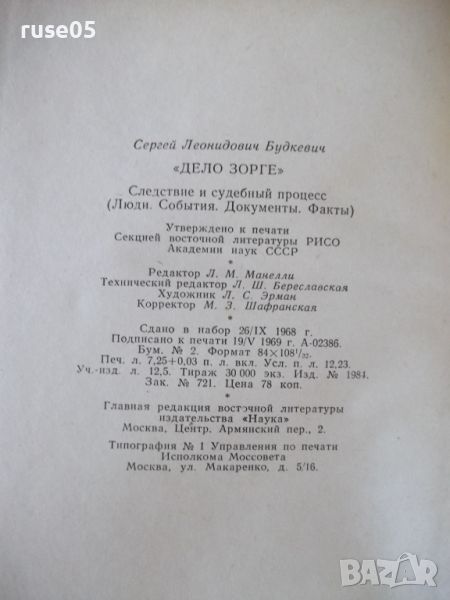 ruse05
Сергей Леонидович Будкевич
«ДЕЛО ЗОРГЕ»
Следствие и судебный процесс
(Люди. События. Документы. Факты)
Утверждено к печати
Секцией восточной литературы РИСО
Академии наук СССР
*
Редактор Л. М. Манелли
Технический редактор Л. Ш. Береславская
Художник Л. С. Эрман
Корректор М. З. Шафранская
*
Сдано в набор 26/IX 1968 г.
Подписано к печати 19/V 1969 г. А-02386.
Бум. № 2. Формат 84×108¹/₃₂.
Печ. л. 7,25+0,03 п. л. вкл. Усл п. л. 12,23.
Уч.-изд. л. 12,5. Тираж 30 000 экз. Изд. № 1984.
Зак. № 721. Цена 78 коп.
*
Главная редакция восточной литературы
издательства «Наука»
Москва, Центр, Армянский пер., 2.
Типография № 1 Управления по печати
Исполкома Моссовета
Москва, ул. Макаренко, д. 5/16.
BAZAR
bg